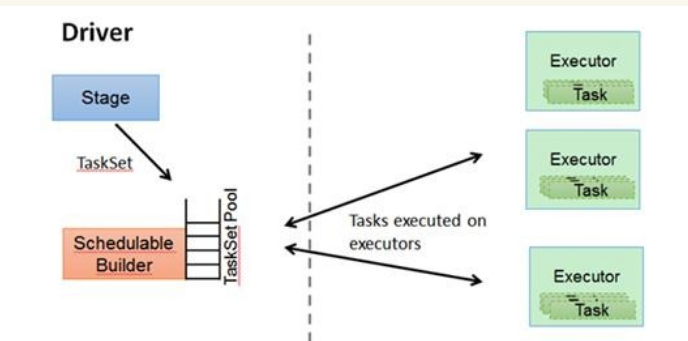 Driver
Stage
TaskSet
Schedulable
Builder
TaskSet Pool
Tasks executed on
executors
Executor
Task
Executor
Task
Executor
Task